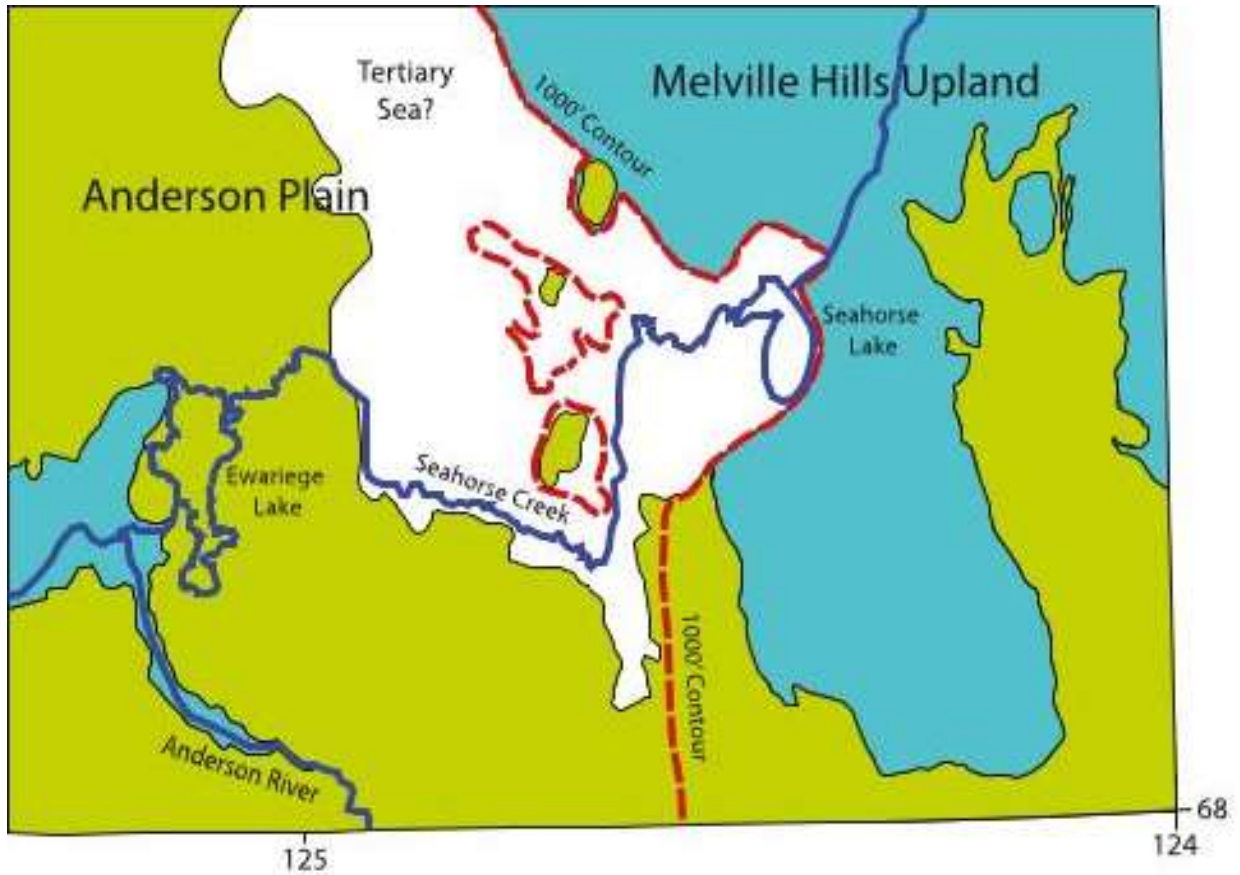 Tertiary
Sea?
Melville Hills Upland
1000' Contour
Anderson Plain
Seahorse
Lake
Seahorse Creek
Ewariege
Lake
1000' Contour
Anderson River
68
125
124